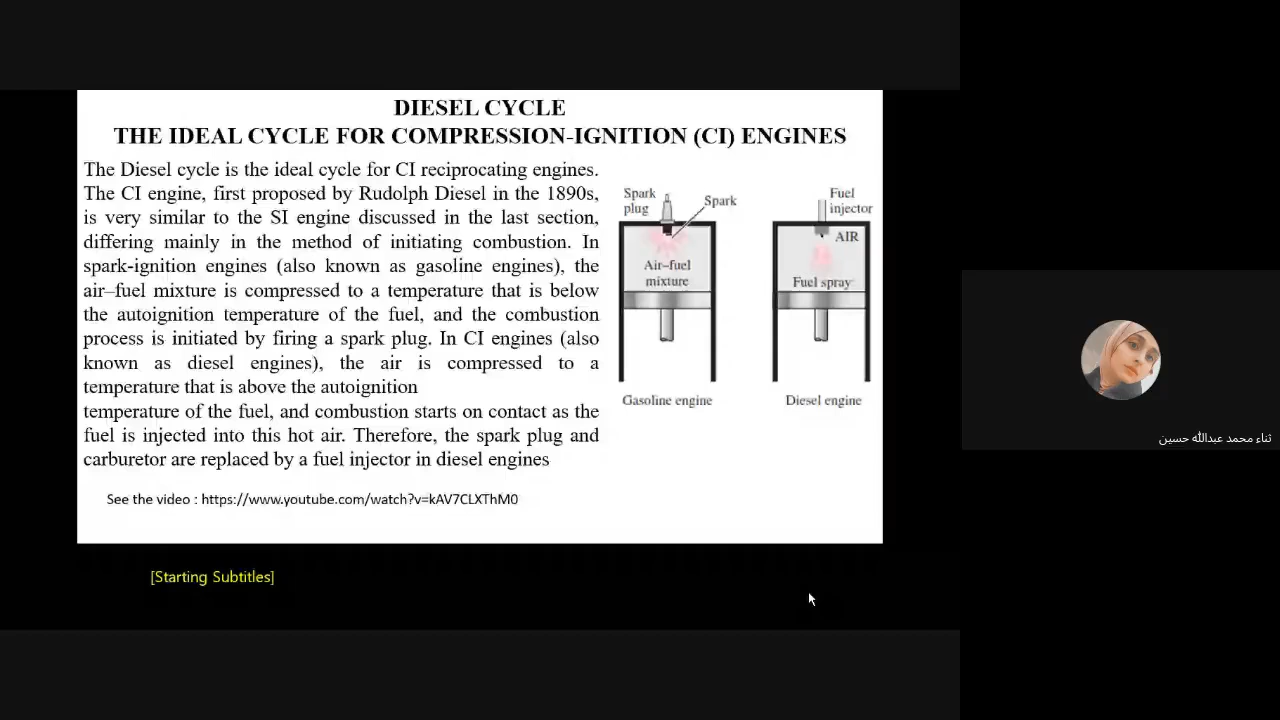 DIESEL CYCLE
THE IDEAL CYCLE FOR COMPRESSION-IGNITION (CI) ENGINES
The Diesel cycle is the ideal cycle for CI reciprocating engines.
The CI engine, first proposed by Rudolph Diesel in the 1890s,
is very similar to the SI engine discussed in the last section,
differing mainly in the method of initiating combustion. In
spark-ignition engines (also known as gasoline engines), the
air–fuel mixture is compressed to a temperature that is below
the autoignition temperature of the fuel, and the combustion
process is initiated by firing a spark plug. In CI engines (also
known as diesel engines), the air is compressed to a
temperature that is above the autoignition
temperature of the fuel, and combustion starts on contact as the
fuel is injected into this hot air. Therefore, the spark plug and
carburetor are replaced by a fuel injector in diesel engines
See the video : https://www.youtube.com/watch?v=kAV7CLXThM0
Spark
plug
Spark
Air–fuel
mixture
Gasoline engine
Fuel
injector
AIR
Fuel spray
Diesel engine
[Starting Subtitles]
ثناء محمد عبدالله حسين